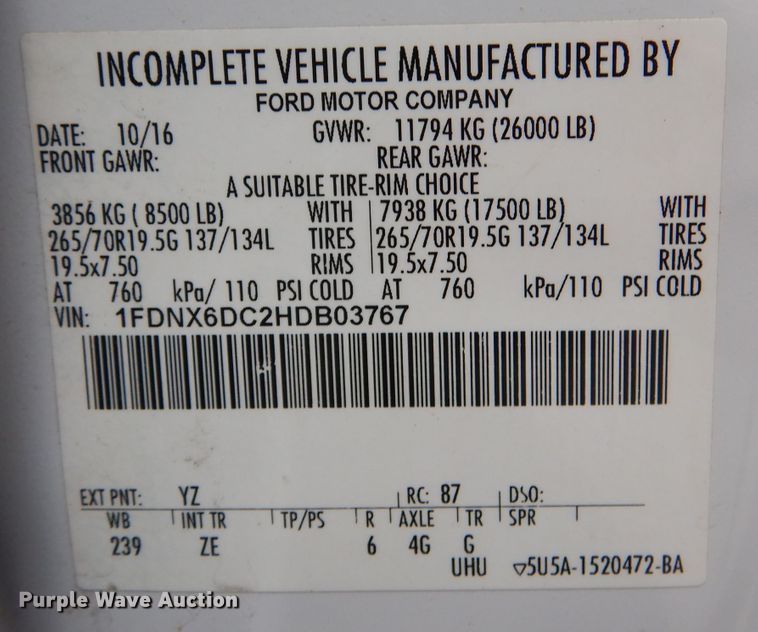 INCOMPLETE VEHICLE MANUFACTURED BY
FORD MOTOR COMPANY
DATE: 10/16 GVWR: 11794 KG (26000 LB)
FRONT GAWR: REAR GAWR:
A SUITABLE TIRE-RIM CHOICE
3856 KG ( 8500 LB) WITH 7938 KG (17500 LB) WITH
265/70R19.5G 137/134L TIRES 265/70R19.5G 137/134L TIRES
19.5x7.50 RIMS 19.5x7.50 RIMS
AT 760 kPa/ 110 PSI COLD AT 760 kPa/110 PSI COLD
VIN: 1FDNX6DC2HDB03767
EXT PNT: YZ RC: 87 DSO:
WB INT TR TP/PS R AXLE TR SPR
239 ZE 6 4G G
UHU ▽5U5A-1520472-BA
Purple Wave Auction